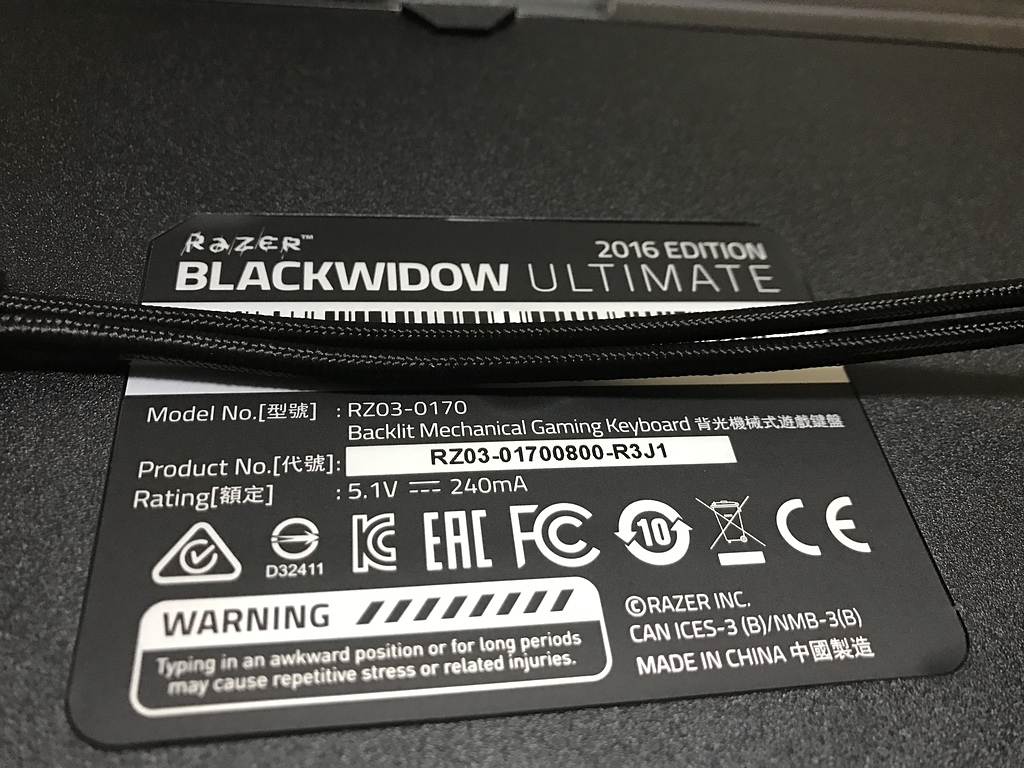 RAZER™
2016 EDITION
BLACKWIDOW ULTIMATE
Model No.[型號] : RZ03-0170
Backlit Mechanical Gaming Keyboard 背光機械式遊戲鍵盤
Product No.[代號]: RZ03-01700800-R3J1
Rating[額定] : 5.1V ⎓ 240mA
D32411
EAC FC 10 CE
WARNING
Typing in an awkward position or for long periods
may cause repetitive stress or related injuries.
©RAZER INC.
CAN ICES-3 (B)/NMB-3(B)
MADE IN CHINA 中國製造